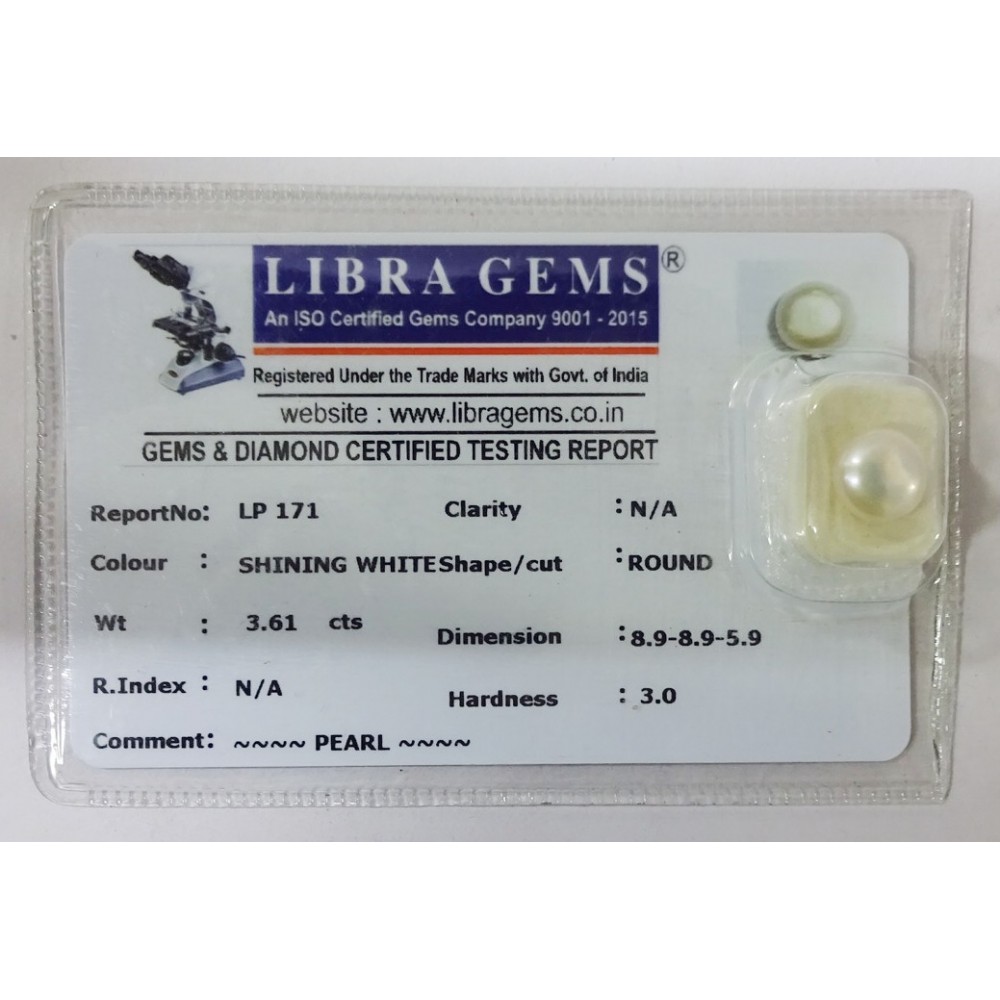 LIBRA GEMS®
An ISO Certified Gems Company 9001 - 2015
Registered Under the Trade Marks with Govt. of India
website : www.libragems.co.in
GEMS & DIAMOND CERTIFIED TESTING REPORT
ReportNo: LP 171 Clarity : N/A
Colour : SHINING WHITE Shape/cut : ROUND
Wt : 3.61 cts Dimension : 8.9-8.9-5.9
R.Index : N/A Hardness : 3.0
Comment: ~~~~ PEARL ~~~~